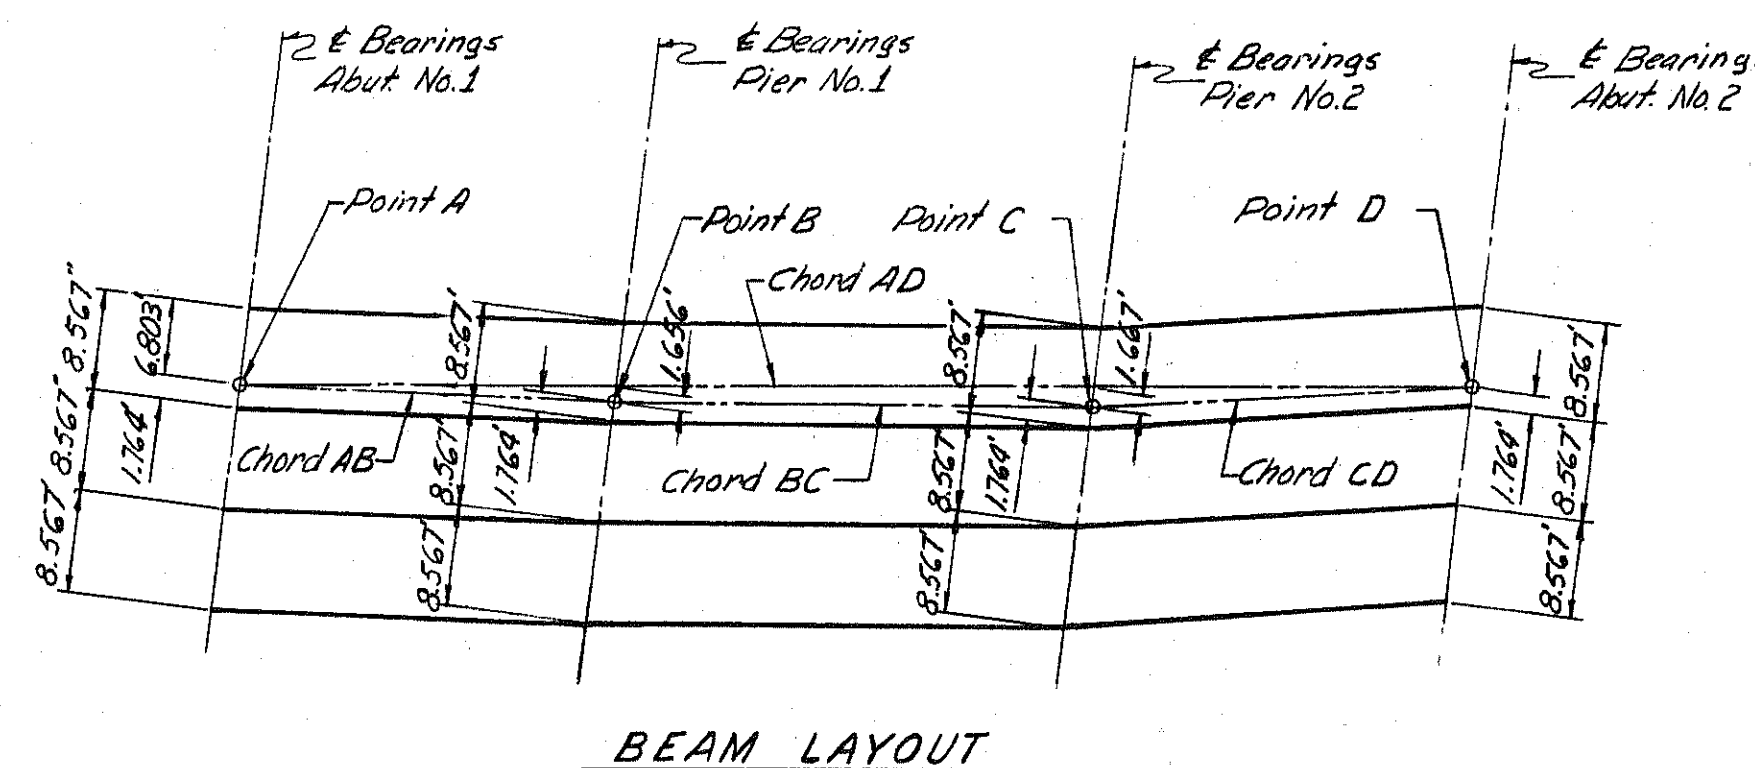 ℄ Bearings
Abut. No.1
℄ Bearings
Pier No.1
℄ Bearings
Pier No.2
℄ Bearing
Abut. No.2
Point A
Point B
Point C
Point D
Chord AD
8.567"
6.803'
8.567'
1.656'
8.567'
1.667'
8.567'
8.567'
1.764'
Chord AB
8.567'
1.764'
Chord BC
8.567'
1.764'
Chord CD
1.764'
8.567'
8.567'
8.567'
8.567'
8.567'
BEAM LAYOUT